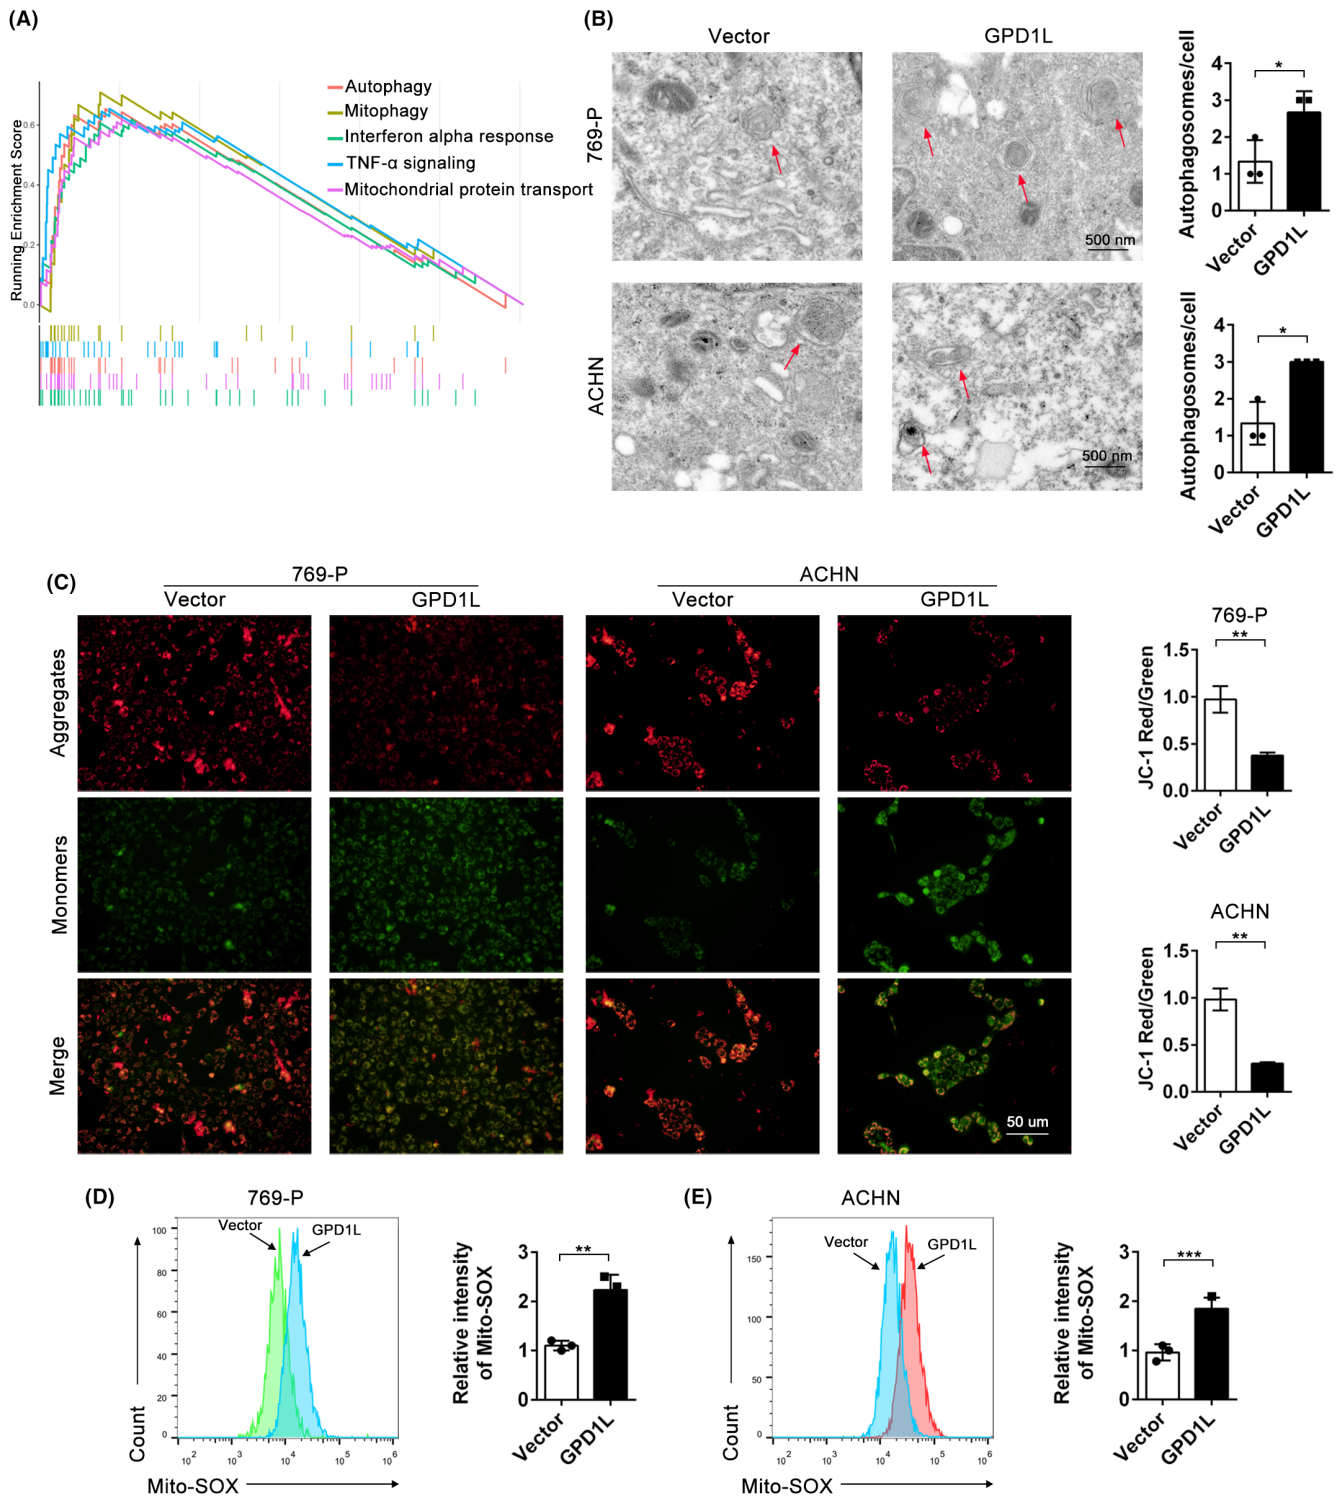 (A)
Running Enrichment Score
0.6
0.4
0.2
0.0
Autophagy
Mitophagy
Interferon alpha response
TNF-α signaling
Mitochondrial protein transport
(B)
Vector
GPD1L
769-P
500 nm
ACHN
500 nm
Autophagosomes/cell
4
3
2
1
0
*
Vector
GPD1L
Autophagosomes/cell
4
3
2
1
0
*
Vector
GPD1L
(C)
769-P
ACHN
Vector
GPD1L
Vector
GPD1L
Aggregates
Monomers
Merge
50 um
769-P
JC-1 Red/Green
1.5
1.0
0.5
0.0
**
Vector
GPD1L
ACHN
JC-1 Red/Green
1.5
1.0
0.5
0.0
**
Vector
GPD1L
(D)
769-P
Vector
GPD1L
100
80
60
40
20
0
Count
10^2
10^3
10^4
10^5
10^6
Mito-SOX
Relative intensity
of Mito-SOX
3
2
1
0
**
Vector
GPD1L
(E)
ACHN
Vector
GPD1L
150
100
50
0
Count
10^2
10^3
10^4
10^5
10^6
Mito-SOX
Relative intensity
of Mito-SOX
3
2
1
0
***
Vector
GPD1L